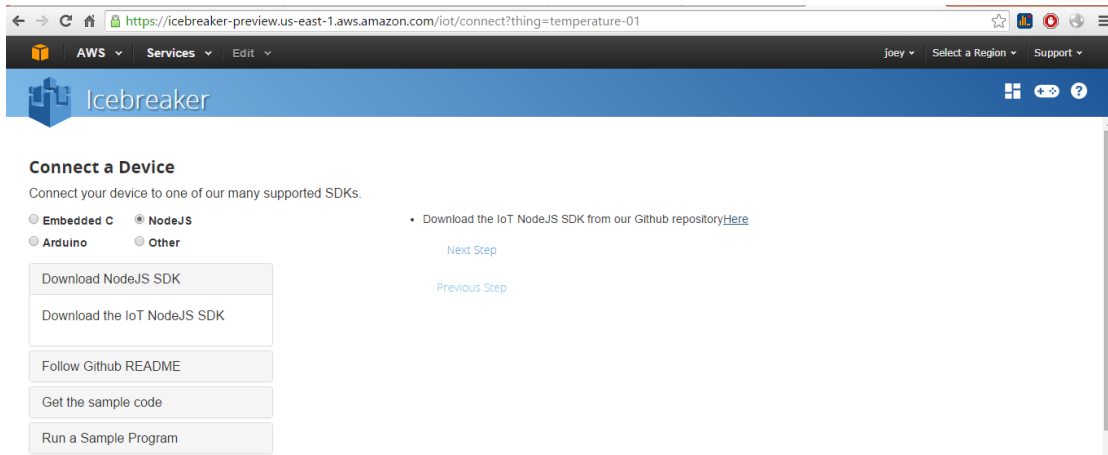 https://icebreaker-preview.us-east-1.aws.amazon.com/iot/connect?thing=temperature-01
AWS Services Edit joey Select a Region Support
Icebreaker
Connect a Device
Connect your device to one of our many supported SDKs.
Embedded C NodeJS
Arduino Other
• Download the IoT NodeJS SDK from our Github repositoryHere
Next Step
Previous Step
Download NodeJS SDK
Download the IoT NodeJS SDK
Follow Github README
Get the sample code
Run a Sample Program